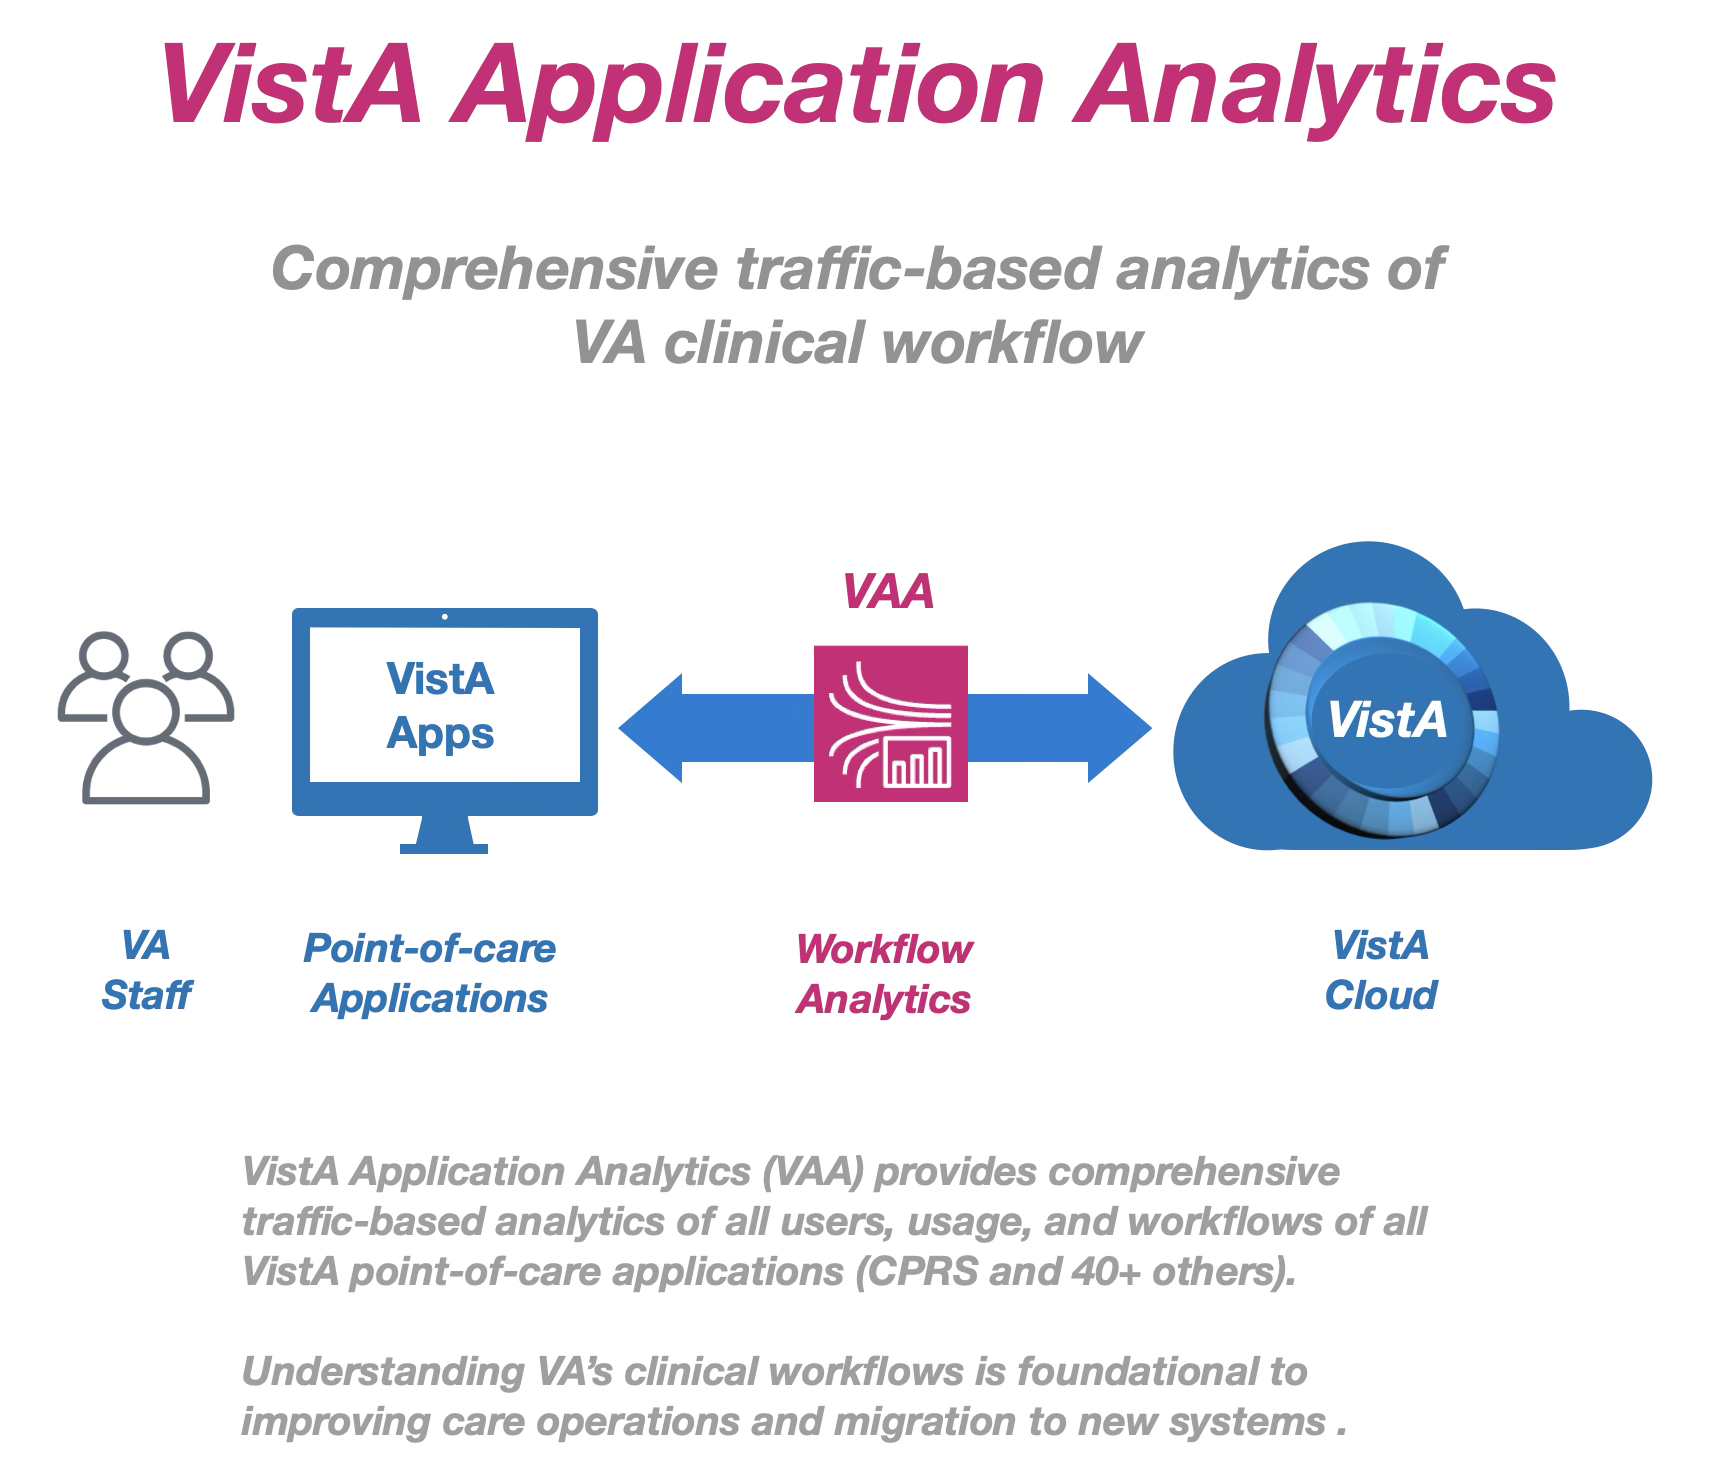 VistA Application Analytics
Comprehensive traffic-based analytics of
VA clinical workflow
VAA
VistA
Apps
VistA
VA
Staff
Point-of-care
Applications
Workflow
Analytics
VistA
Cloud
VistA Application Analytics (VAA) provides comprehensive
traffic-based analytics of all users, usage, and workflows of all
VistA point-of-care applications (CPRS and 40+ others).
Understanding VA’s clinical workflows is foundational to
improving care operations and migration to new systems .